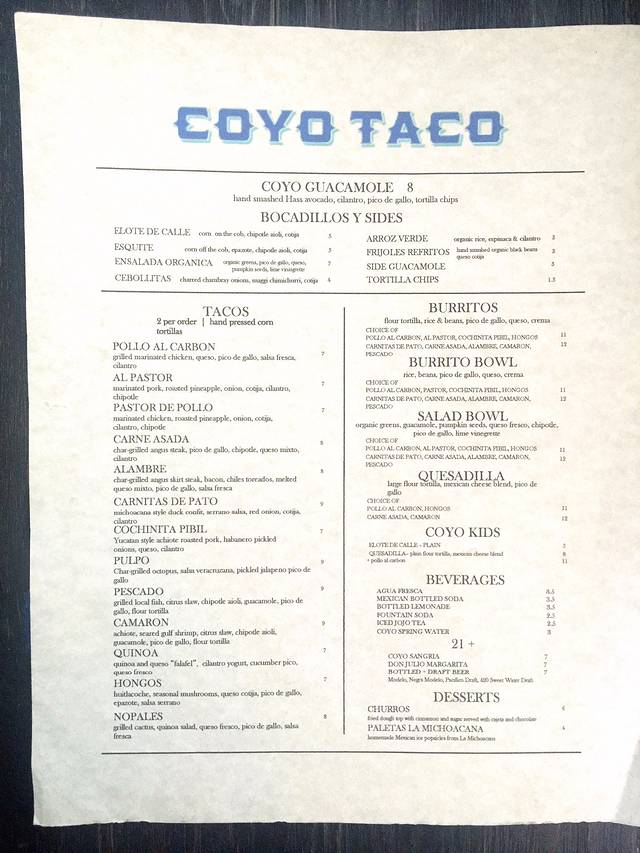 COYO TACO
COYO GUACAMOLE 8
hand smashed Hass avocado, cilantro, pico de gallo, tortilla chips
BOCADILLOS Y SIDES
ELOTE DE CALLE corn on the cob, chipotle aioli, cotija 5
ESQUITE corn off the cob, epazote, chipotle aioli, cotija 5
ENSALADA ORGANICA organic greens, pico de gallo, queso, 7
pumpkin seeds, lime vinaigrette
CEBOLLITAS charred chambray onions, maggi chimichurri, cotija 4
ARROZ VERDE organic rice, espinaca & cilantro 3
FRIJOLES REFRITOS hand smashed organic black beans 3
queso cotija
SIDE GUACAMOLE 3
TORTILLA CHIPS 1.5
TACOS
2 per order | hand pressed corn
tortillas
POLLO AL CARBON
grilled marinated chicken, queso, pico de gallo, salsa fresca, 7
cilantro
AL PASTOR
marinated pork, roasted pineapple, onion, cotija, cilantro, 7
chipotle
PASTOR DE POLLO
marinated chicken, roasted pineapple, onion, cotija, 7
cilantro, chipotle
CARNE ASADA
char-grilled angus steak, pico de gallo, chipotle, queso mixto, 8
cilantro
ALAMBRE
char-grilled angus skirt steak, bacon, chiles toreados, melted 8
queso mixto, pico de gallo, salsa fresca
CARNITAS DE PATO
michoacana style duck confit, serrano salsa, red onion, cotija, 9
cilantro
COCHINITA PIBIL
Yucatan style achiote roasted pork, habanero pickled 7
onions, queso, cilantro
PULPO
Char-grilled octopus, salsa veracruzana, pickled jalapeno pico de 9
gallo
PESCADO
grilled local fish, citrus slaw, chipotle aioli, guacamole, pico de 9
gallo, flour tortilla
CAMARON
achiote, seared gulf shrimp, citrus slaw, chipotle aioli, 9
guacamole, pico de gallo, flour tortilla
QUINOA
quinoa and queso "falafel", cilantro yogurt, cucumber pico, 7
queso fresco
HONGOS
huitlacoche, seasonal mushrooms, queso cotija, pico de gallo, 7
epazote, salsa serrano
NOPALES
grilled cactus, quinoa salad, queso fresco, pico de gallo, salsa 8
fresca
BURRITOS
flour tortilla, rice & beans, pico de gallo, queso, crema
CHOICE OF
POLLO AL CARBON, AL PASTOR, COCHINITA PIBIL, HONGOS 11
CARNITAS DE PATO, CARNE ASADA, ALAMBRE, CAMARON, 12
PESCADO
BURRITO BOWL
rice, beans, pico de gallo, queso, crema
CHOICE OF
POLLO AL CARBON, PASTOR, COCHINITA PIBIL, HONGOS 11
CARNITAS DE PATO, CARNE ASADA, ALAMBRE, CAMARON, 12
PESCADO
SALAD BOWL
organic greens, guacamole, pumpkin seeds, queso fresco, chipotle,
pico de gallo, lime vinegrette
CHOICE OF
POLLO AL CARBON, AL PASTOR, COCHINITA PIBIL, HONGOS 11
CARNITAS DE PATO, CARNE ASADA, ALAMBRE, CAMARON, 12
PESCADO
QUESADILLA
large flour tortilla, mexican cheese blend, pico de
gallo
CHOICE OF
POLLO AL CARBON, HONGOS 11
CARNE ASADA, CAMARON 12
COYO KIDS
ELOTE DE CALLE - PLAIN 5
QUESADILLA- plain flour tortilla, mexican cheese blend 8
+ pollo al carbon 11
BEVERAGES
AGUA FRESCA 3.5
MEXICAN BOTTLED SODA 3.5
BOTTLED LEMONADE 3.5
FOUNTAIN SODA 2.5
ICED JOJO TEA 2.5
COYO SPRING WATER 3
21 +
COYO SANGRIA 7
DON JULIO MARGARITA 7
BOTTLED + DRAFT BEER 7
Modelo, Negra Modelo, Pacifico Draft, 420 Sweet Water Draft
DESSERTS
CHURROS 6
fried dough top with cinnamon and sugar served with cajeta and chocolate
PALETAS LA MICHOACANA 4
homemade Mexican ice popsicles from La Michoacana